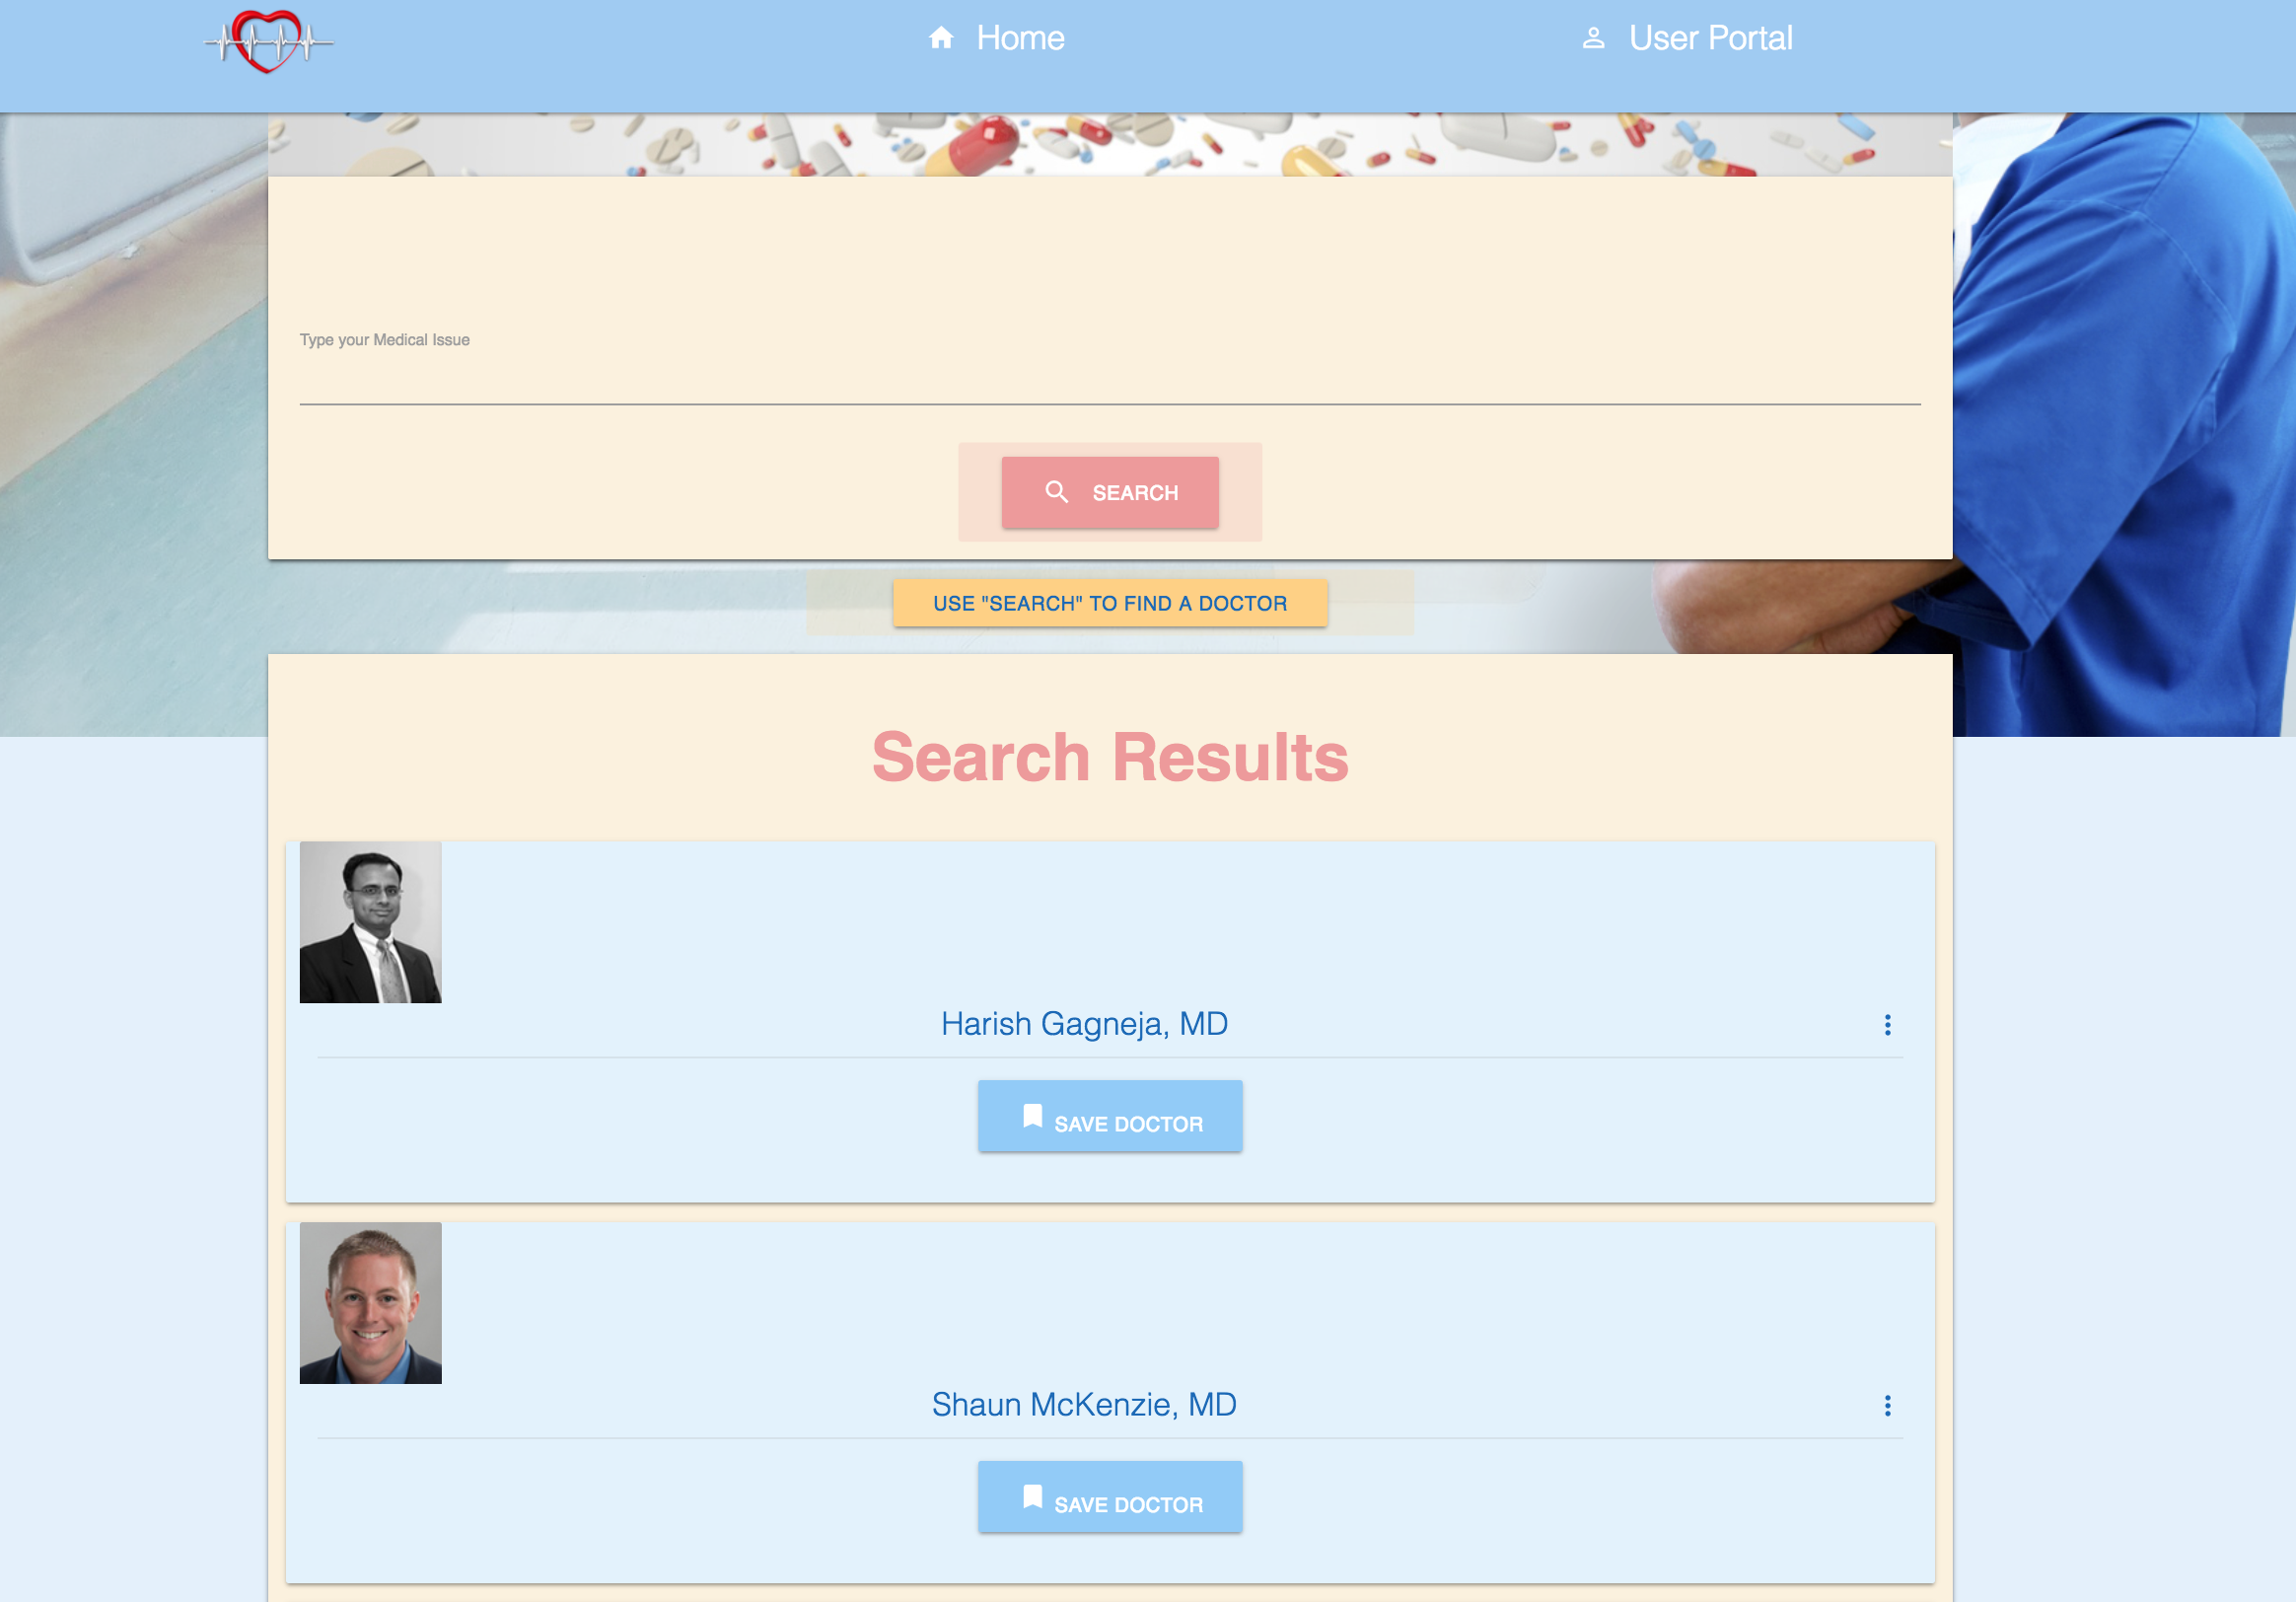 Home
User Portal
Type your Medical Issue
SEARCH
USE "SEARCH" TO FIND A DOCTOR
Search Results
Harish Gagneja, MD
SAVE DOCTOR
Shaun McKenzie, MD
SAVE DOCTOR